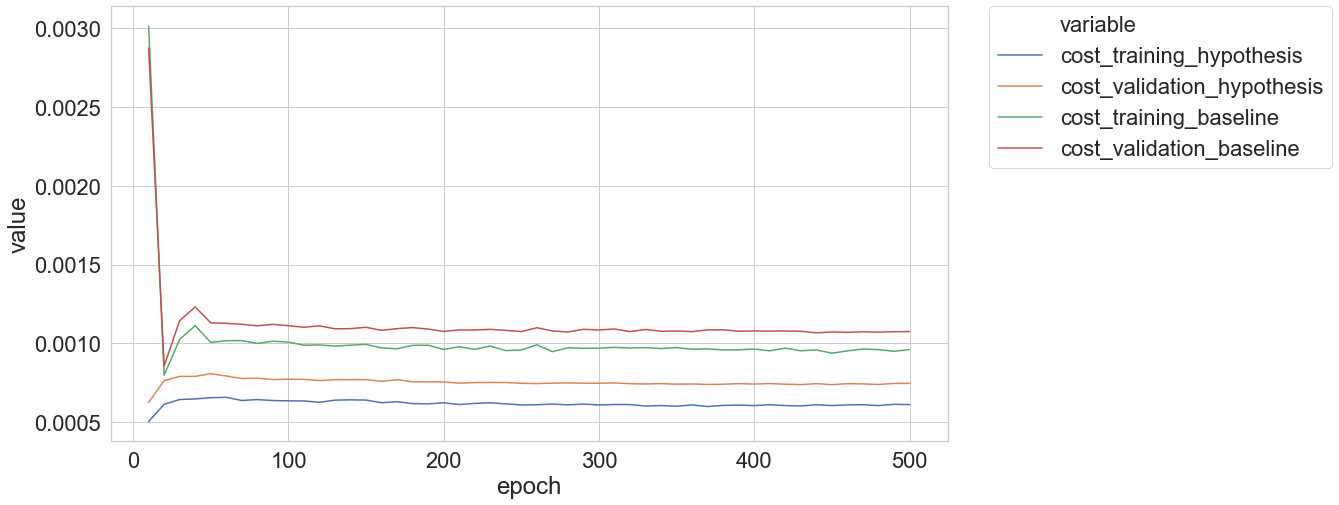 0.0030
0.0025
0.0020
0.0015
0.0010
0.0005
value
0 100 200 300 400 500
epoch
variable
cost_training_hypothesis
cost_validation_hypothesis
cost_training_baseline
cost_validation_baseline